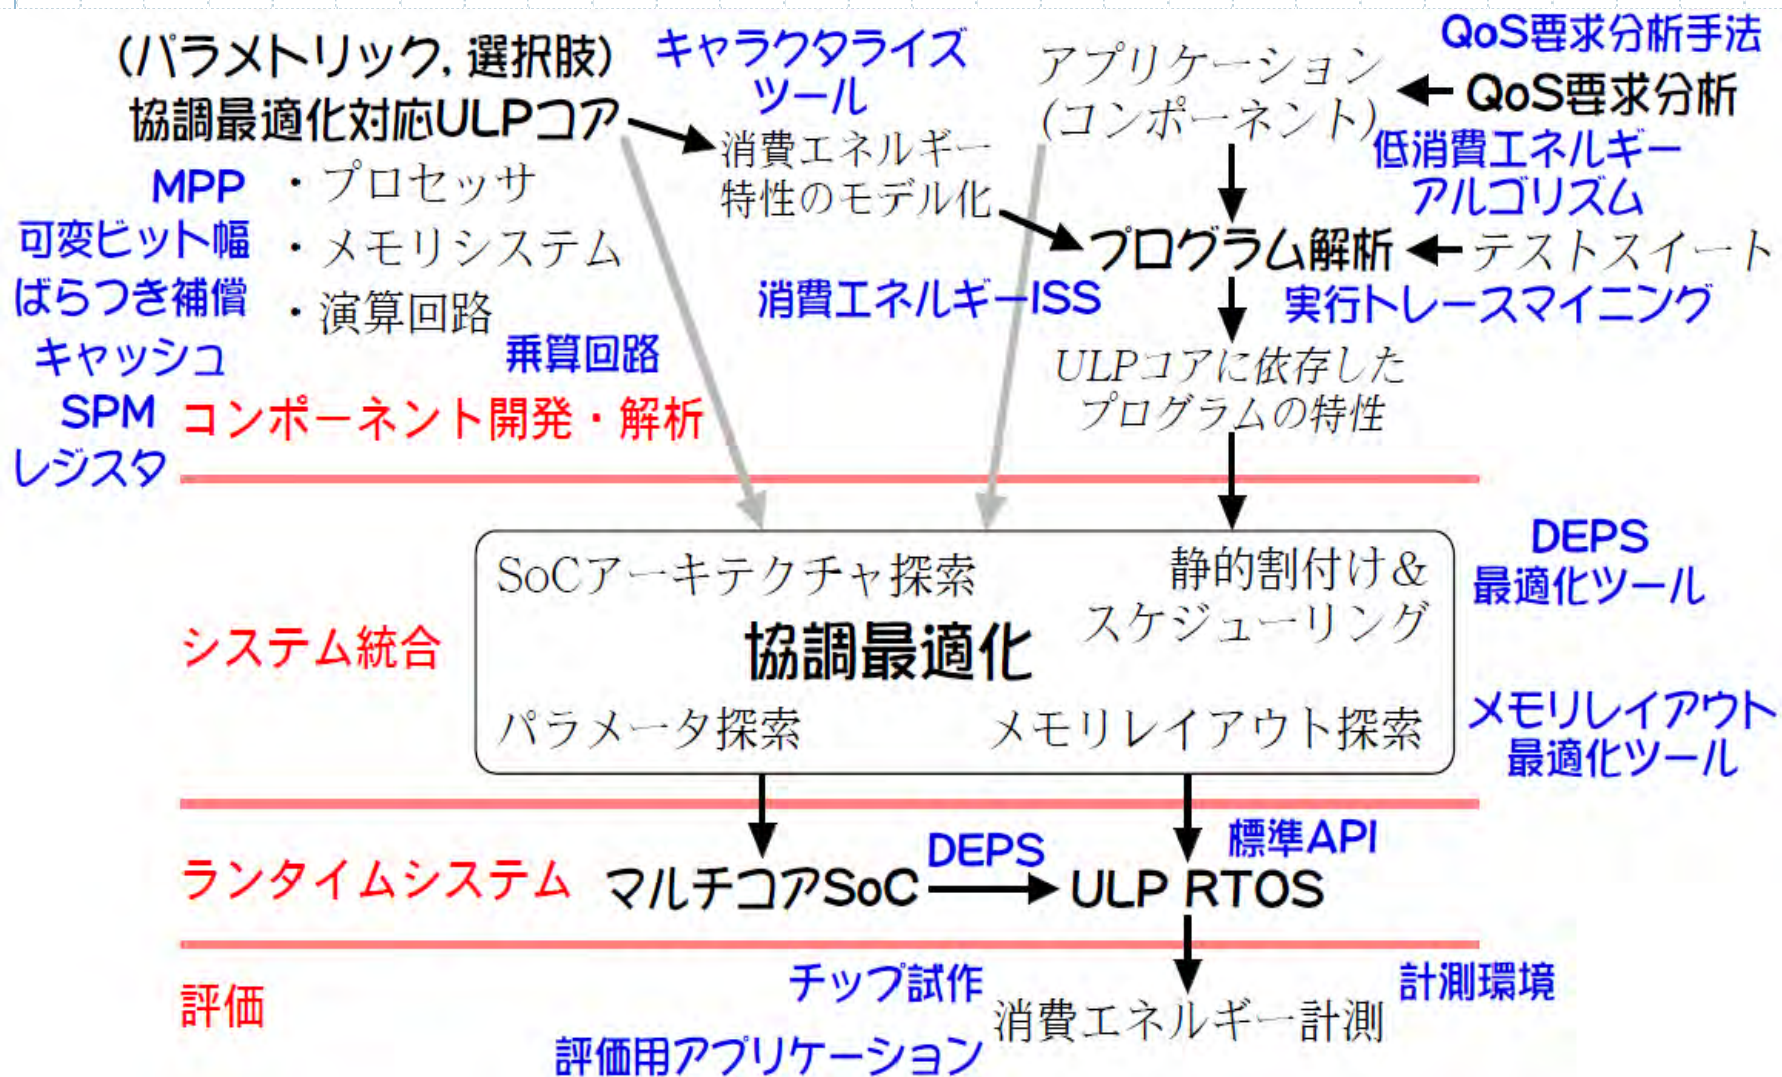 (パラメトリック, 選択肢)
協調最適化対応ULPコア
キャラクタライズ
ツール
アプリケーション
(コンポーネント)
QoS要求分析手法
QoS要求分析
消費エネルギー
特性のモデル化
低消費エネルギー
アルゴリズム
MPP
・プロセッサ
可変ビット幅
・メモリシステム
ばらつき補償
・演算回路
プログラム解析
テストスイート
消費エネルギーISS
実行トレースマイニング
キャッシュ
乗算回路
ULPコアに依存した
プログラムの特性
SPM
コンポーネント開発・解析
レジスタ
SoCアーキテクチャ探索
静的割付け&
スケジューリング
DEPS
最適化ツール
システム統合
協調最適化
パラメータ探索
メモリレイアウト探索
メモリレイアウト
最適化ツール
ランタイムシステム
マルチコアSoC
DEPS
標準API
ULP RTOS
評価
チップ試作
計測環境
消費エネルギー計測
評価用アプリケーション